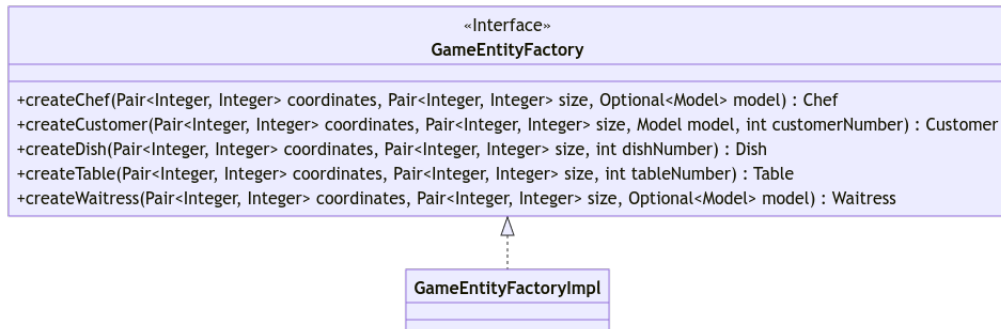 «Interface»
GameEntityFactory
+createChef(Pair<Integer, Integer> coordinates, Pair<Integer, Integer> size, Optional<Model> model) : Chef
+createCustomer(Pair<Integer, Integer> coordinates, Pair<Integer, Integer> size, Model model, int customerNumber) : Customer
+createDish(Pair<Integer, Integer> coordinates, Pair<Integer, Integer> size, int dishNumber) : Dish
+createTable(Pair<Integer, Integer> coordinates, Pair<Integer, Integer> size, int tableNumber) : Table
+createWaitress(Pair<Integer, Integer> coordinates, Pair<Integer, Integer> size, Optional<Model> model) : Waitress
GameEntityFactoryImpl